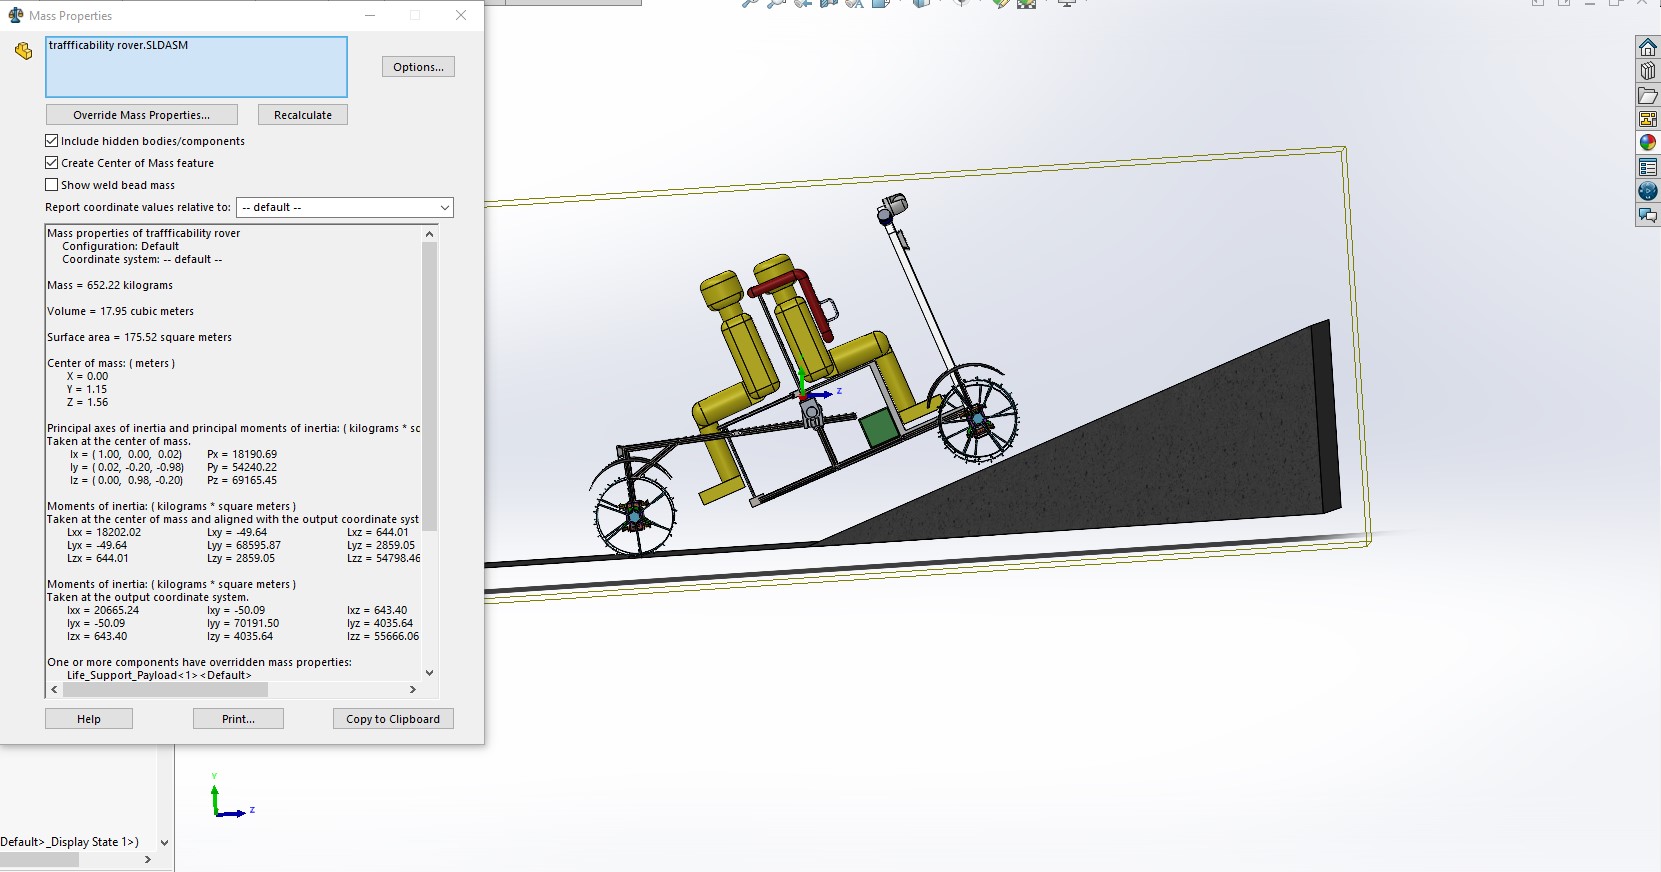 Mass Properties
traffficability rover.SLDASM
Options...
Override Mass Properties...
Recalculate
Include hidden bodies/components
Create Center of Mass feature
Show weld bead mass
Report coordinate values relative to:
-- default --
Mass properties of traffficability rover
Configuration: Default
Coordinate system: -- default --
Mass = 652.22 kilograms
Volume = 17.95 cubic meters
Surface area = 175.52 square meters
Center of mass: ( meters )
X = 0.00
Y = 1.15
Z = 1.56
Principal axes of inertia and principal moments of inertia: ( kilograms * sq
Taken at the center of mass.
Ix = ( 1.00, 0.00, 0.02) Px = 18190.69
Iy = ( 0.02, -0.20, -0.98) Py = 54240.22
Iz = ( 0.00, 0.98, -0.20) Pz = 69165.45
Moments of inertia: ( kilograms * square meters )
Taken at the center of mass and aligned with the output coordinate syst
Lxx = 18202.02 Lxy = -49.64 Lxz = 644.01
Lyx = -49.64 Lyy = 68595.87 Lyz = 2859.05
Lzx = 644.01 Lzy = 2859.05 Lzz = 54798.46
Moments of inertia: ( kilograms * square meters )
Taken at the output coordinate system.
Ixx = 20665.24 Ixy = -50.09 Ixz = 643.40
Iyx = -50.09 Iyy = 70191.50 Iyz = 4035.64
Izx = 643.40 Izy = 4035.64 Izz = 55666.06
One or more components have overridden mass properties:
Life_Support_Payload<1><Default>
Help
Print...
Copy to Clipboard
Z
Y
Z
Default>_Display State 1>)